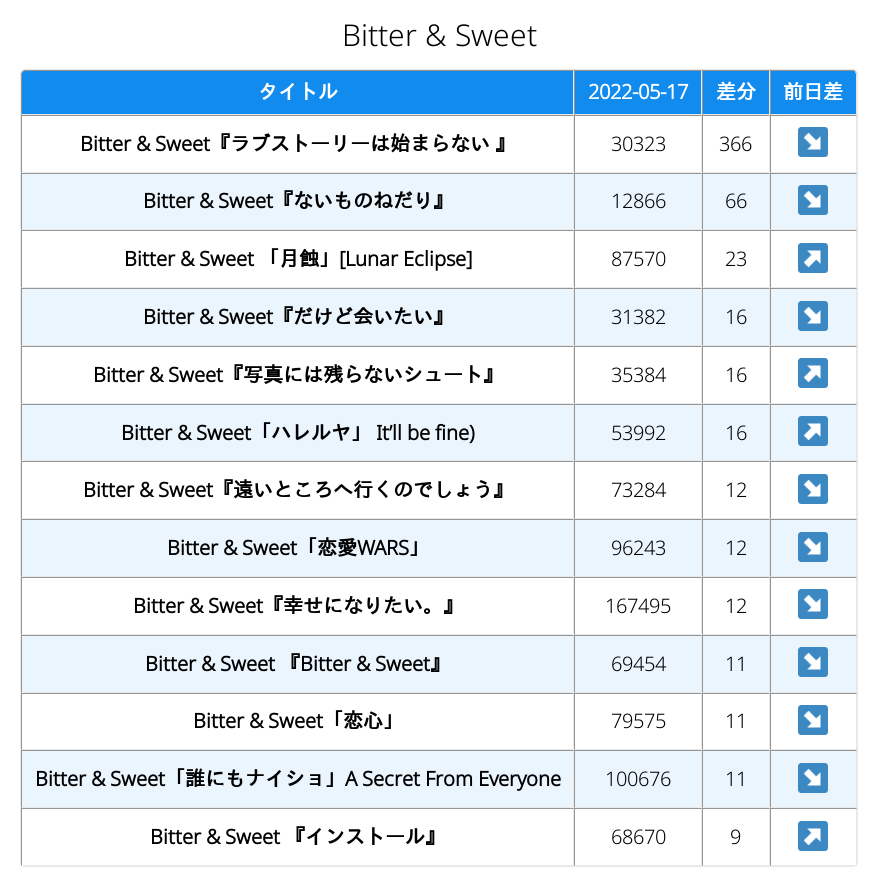 Bitter & Sweet
タイトル 2022-05-17 差分 前日差
Bitter & Sweet『ラブストーリーは始まらない 』 30323 366 ↘
Bitter & Sweet『ないものねだり』 12866 66 ↘
Bitter & Sweet 「月蝕」[Lunar Eclipse] 87570 23 ↗
Bitter & Sweet『だけど会いたい』 31382 16 ↘
Bitter & Sweet『写真には残らないシュート』 35384 16 ↗
Bitter & Sweet「ハレルヤ」 It’ll be fine) 53992 16 ↗
Bitter & Sweet『遠いところへ行くのでしょう』 73284 12 ↘
Bitter & Sweet「恋愛WARS」 96243 12 ↘
Bitter & Sweet『幸せになりたい。』 167495 12 ↘
Bitter & Sweet 『Bitter & Sweet』 69454 11 ↘
Bitter & Sweet「恋心」 79575 11 ↘
Bitter & Sweet「誰にもナイショ」A Secret From Everyone 100676 11 ↘
Bitter & Sweet 『インストール』 68670 9 ↗